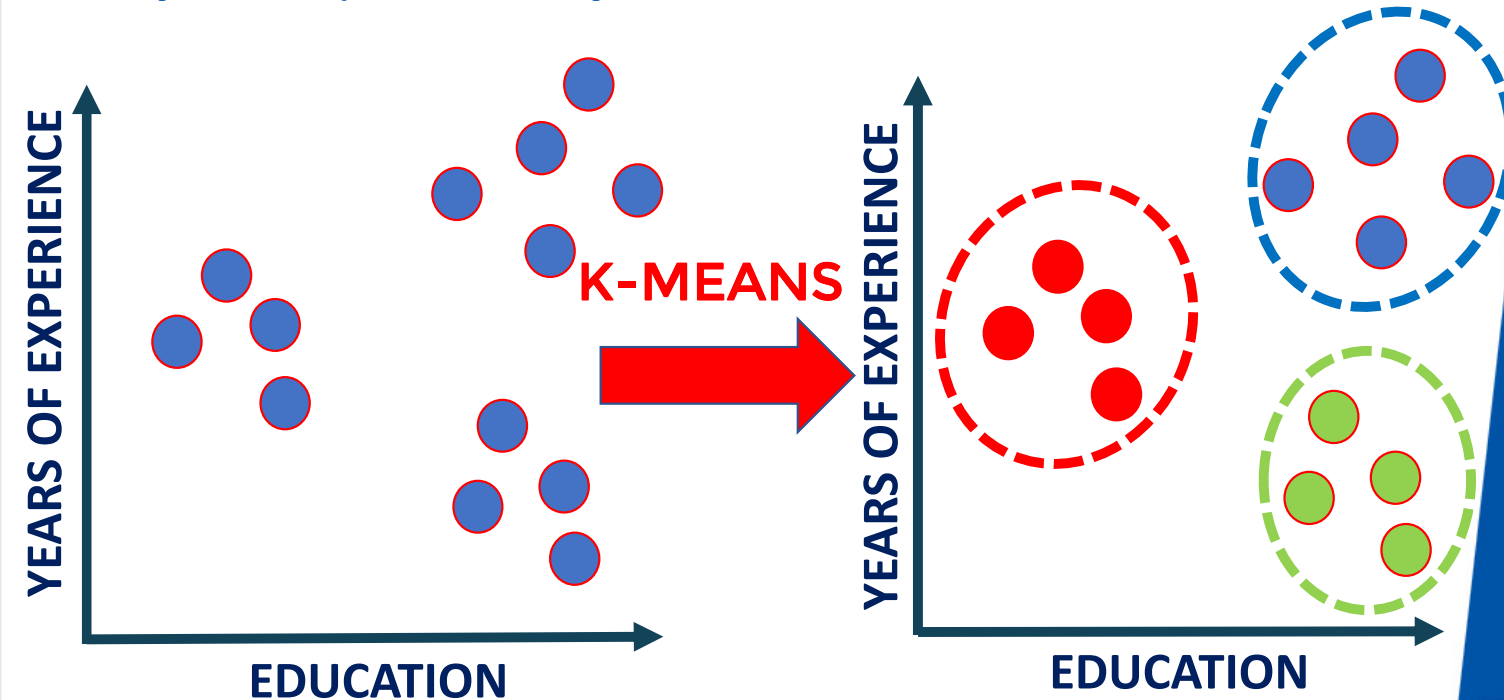 YEARS OF EXPERIENCE
EDUCATION
K-MEANS
YEARS OF EXPERIENCE
EDUCATION